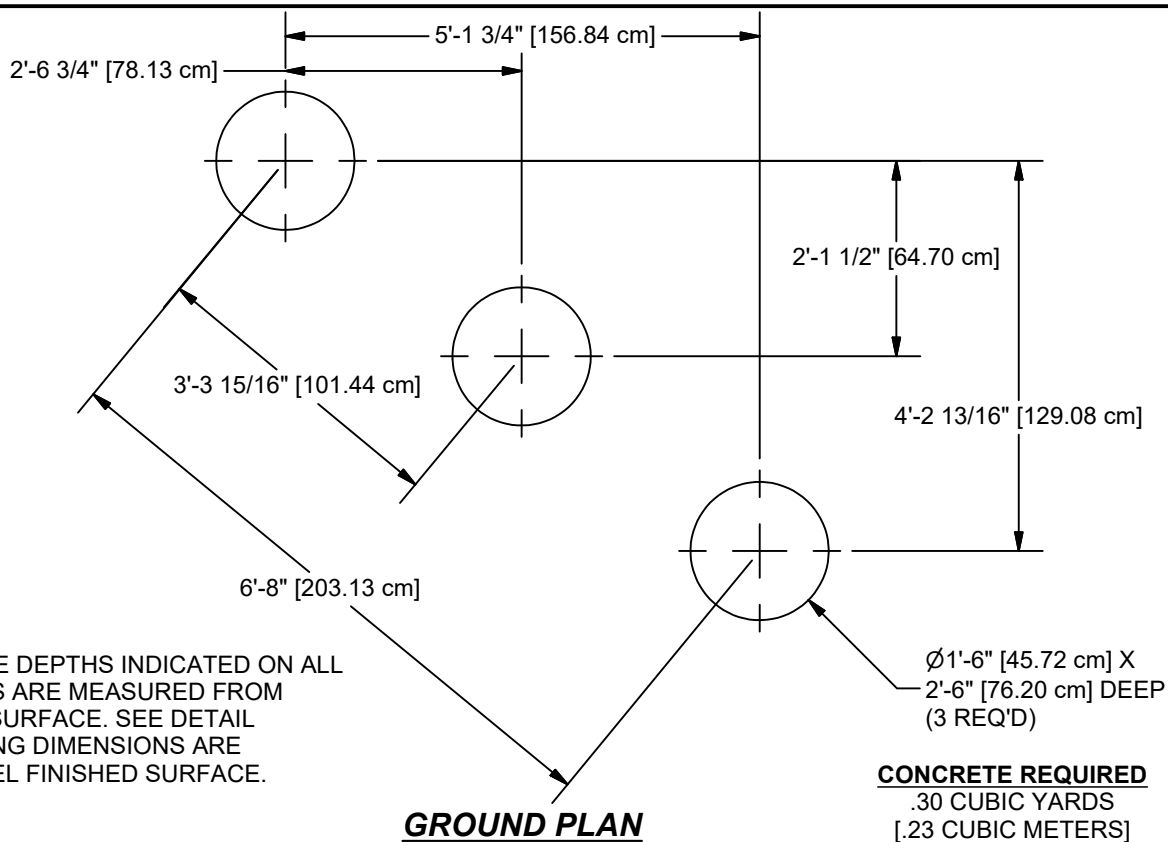 5'-1 3/4" [156.84 cm]
2'-6 3/4" [78.13 cm]
2'-1 1/2" [64.70 cm]
3'-3 15/16" [101.44 cm]
4'-2 13/16" [129.08 cm]
6'-8" [203.13 cm]
DEPTHS INDICATED ON ALL
ARE MEASURED FROM
SURFACE. SEE DETAIL
DIMENSIONS ARE
FINISHED SURFACE.
Ø1'-6" [45.72 cm] X
2'-6" [76.20 cm] DEEP
(3 REQ'D)
CONCRETE REQUIRED
.30 CUBIC YARDS
[.23 CUBIC METERS]
GROUND PLAN